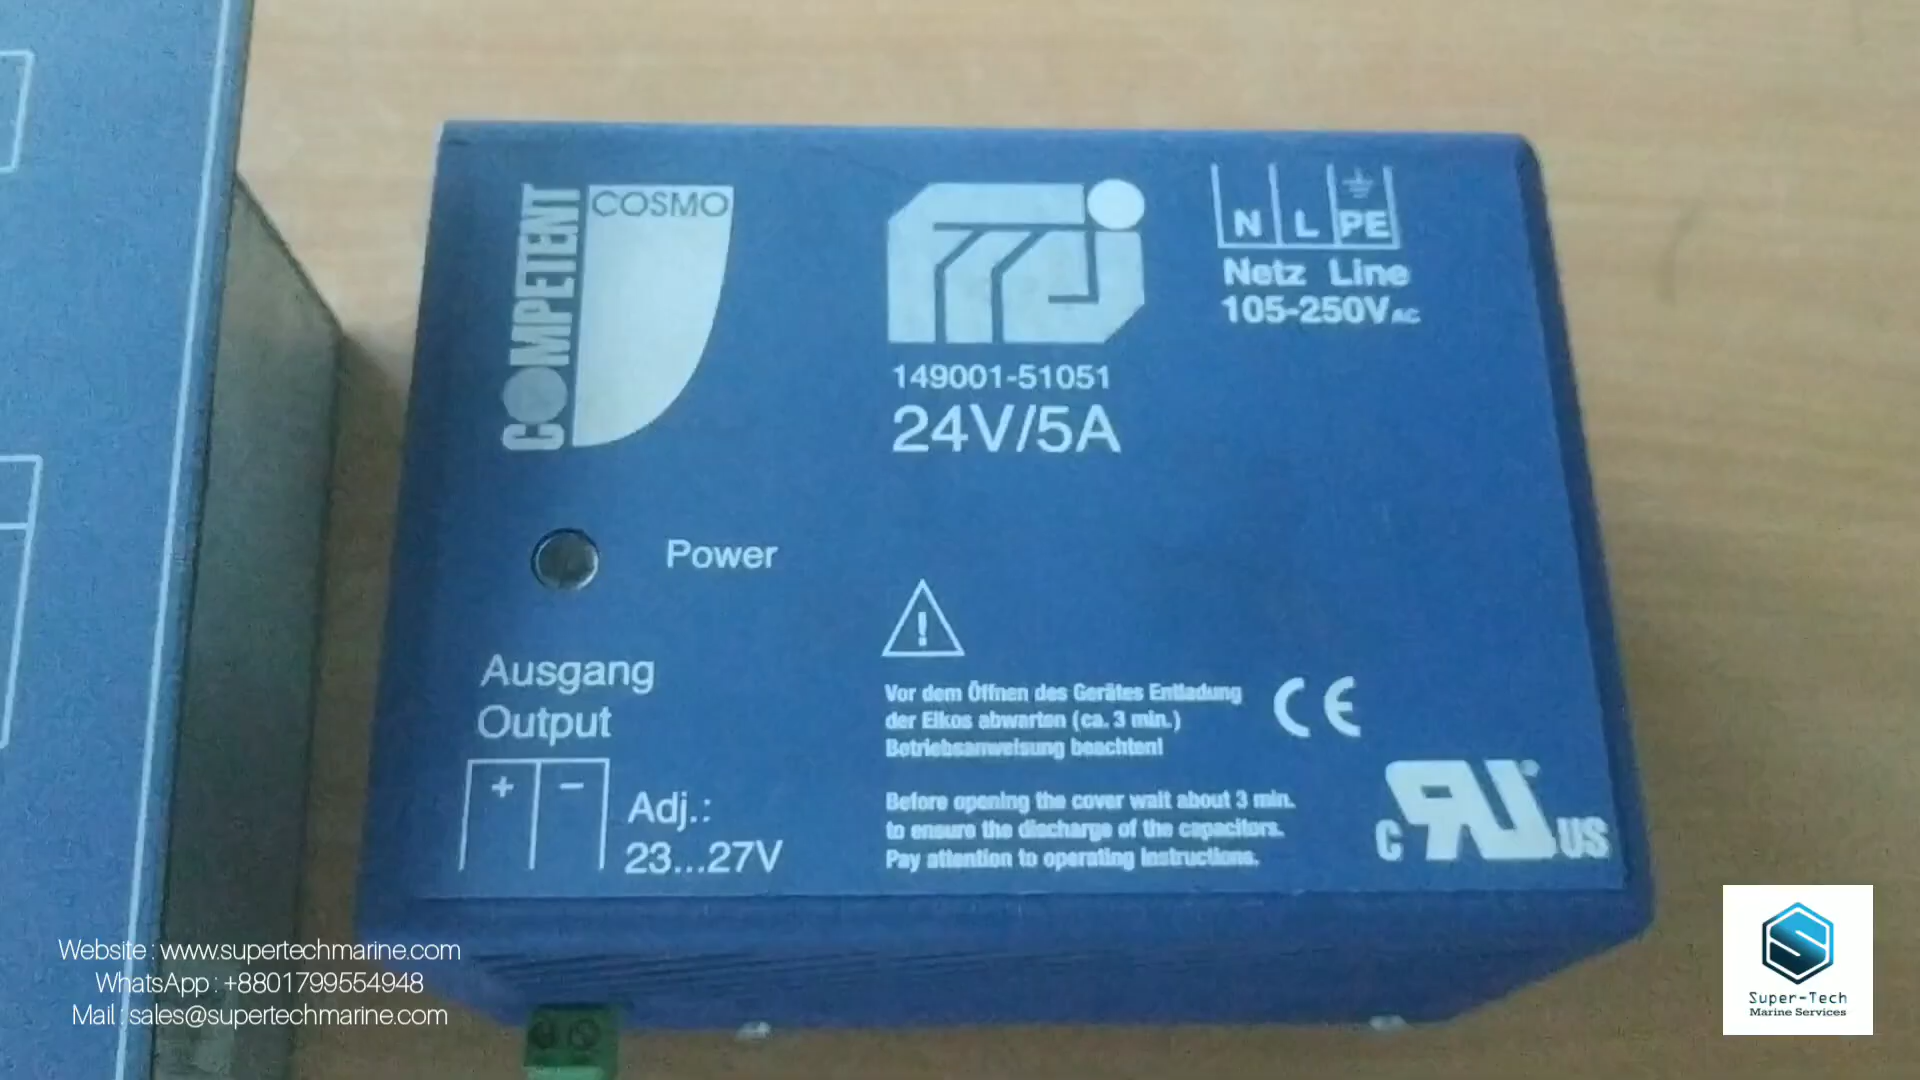 COMPETENT
COSMO
149001-51051
24V/5A
N L PE
Netz Line
105-250VAC
Power
Ausgang
Output
+ −
Adj.:
23...27V
!
Vor dem Öffnen des Gerätes Entladung
der Elkos abwarten (ca. 3 min.)
Betriebsanweisung beachten!
Before opening the cover wait about 3 min.
to ensure the discharge of the capacitors.
Pay attention to operating instructions.
CE
c RU US
Website : www.supertechmarine.com
WhatsApp : +8801799554948
Mail : sales@supertechmarine.com
Super-Tech
Marine Services